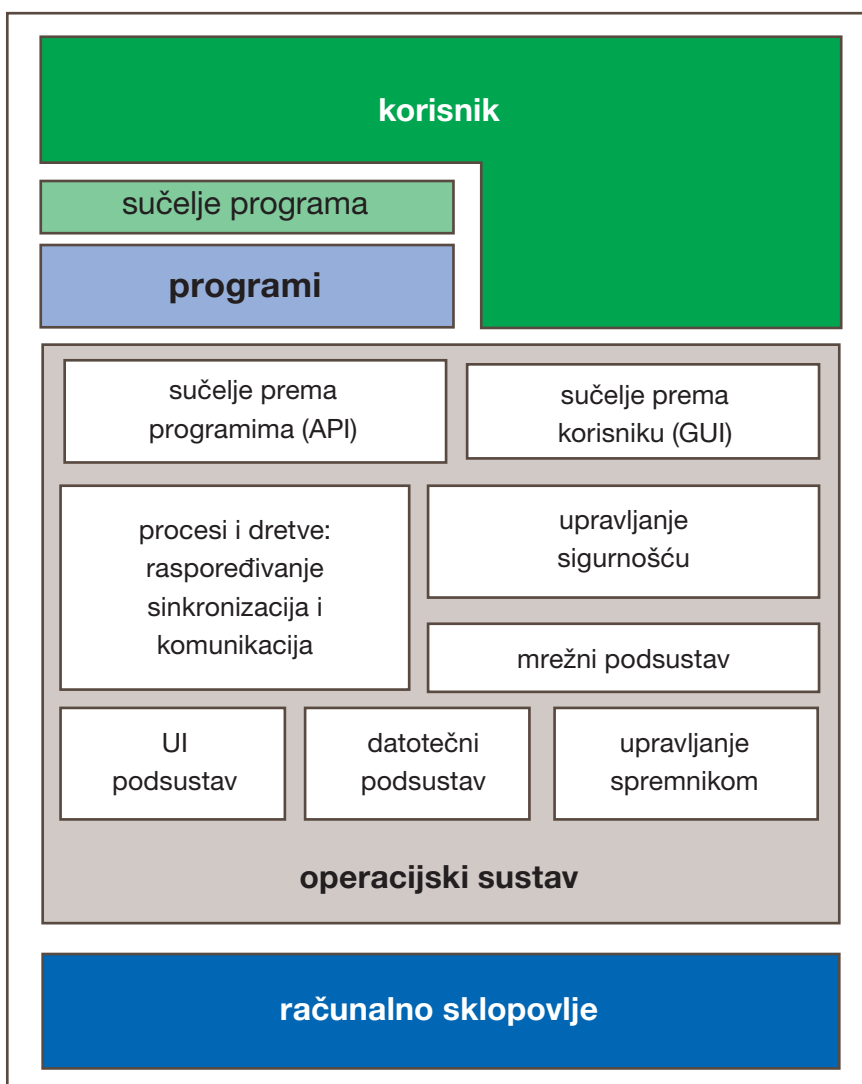 korisnik
sučelje programa
programi
sučelje prema
programima (API)
sučelje prema
korisniku (GUI)
procesi i dretve:
raspoređivanje
sinkronizacija i
komunikacija
upravljanje
sigurnošću
mrežni podsustav
UI
podsustav
datotečni
podsustav
upravljanje
spremnikom
operacijski sustav
računalno sklopovlje